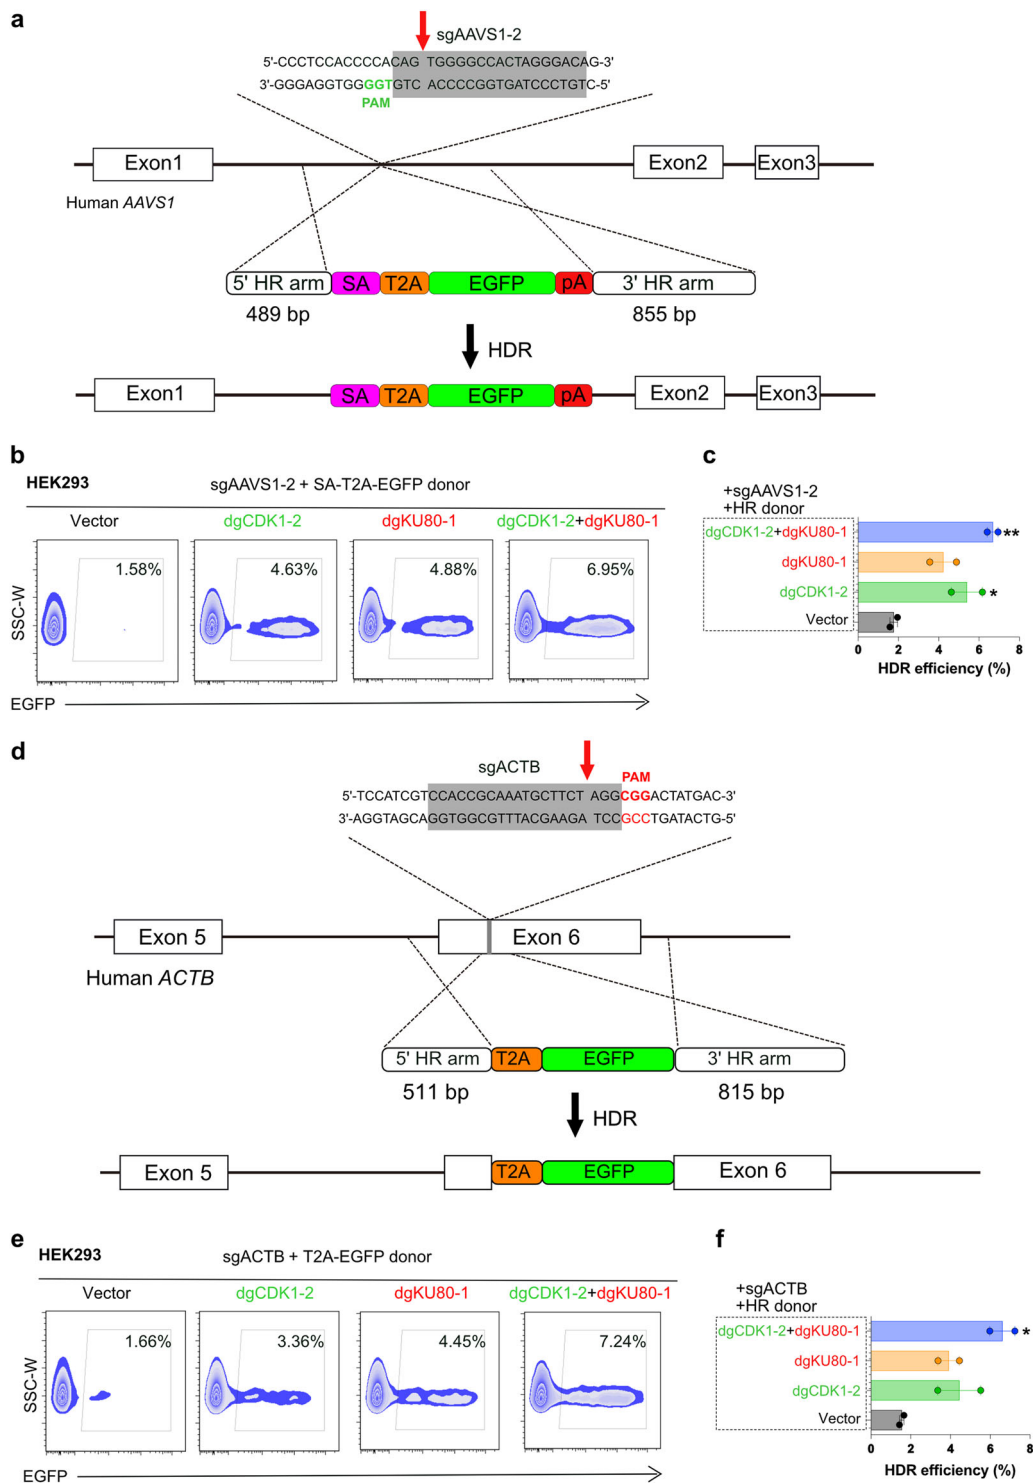 a
sgAAVS1-2
5'-CCCTCCACCCCACAG TGGGGCCACTAGGGACAG-3'
3'-GGGAGGTGGGGTGTC ACCCCGGTGATCCCTGTC-5'
PAM
Exon1
Exon2
Exon3
Human AAVS1
5' HR arm
SA
T2A
EGFP
pA
3' HR arm
489 bp
855 bp
HDR
Exon1
SA
T2A
EGFP
pA
Exon2
Exon3
b
HEK293
sgAAVS1-2 + SA-T2A-EGFP donor
Vector
dgCDK1-2
dgKU80-1
dgCDK1-2+dgKU80-1
1.58%
4.63%
4.88%
6.95%
SSC-W
EGFP
c
+sgAAVS1-2
+HR donor
dgCDK1-2+dgKU80-1
**
dgKU80-1
dgCDK1-2
*
Vector
0 2 4 6 8
HDR efficiency (%)
d
sgACTB
PAM
5'-TCCATCGTCCACCGCAAATGCTTCT AGGCGGACTATGAC-3'
3'-AGGTAGCAGGTGGCGTTTACGAAGA TCCGCCTGATACTG-5'
Exon 5
Exon 6
Human ACTB
5' HR arm
T2A
EGFP
3' HR arm
511 bp
815 bp
HDR
Exon 5
T2A
EGFP
Exon 6
e
HEK293
sgACTB + T2A-EGFP donor
Vector
dgCDK1-2
dgKU80-1
dgCDK1-2+dgKU80-1
1.66%
3.36%
4.45%
7.24%
SSC-W
EGFP
f
+sgACTB
+HR donor
dgCDK1-2+dgKU80-1
*
dgKU80-1
dgCDK1-2
Vector
0 2 4 6 8
HDR efficiency (%)